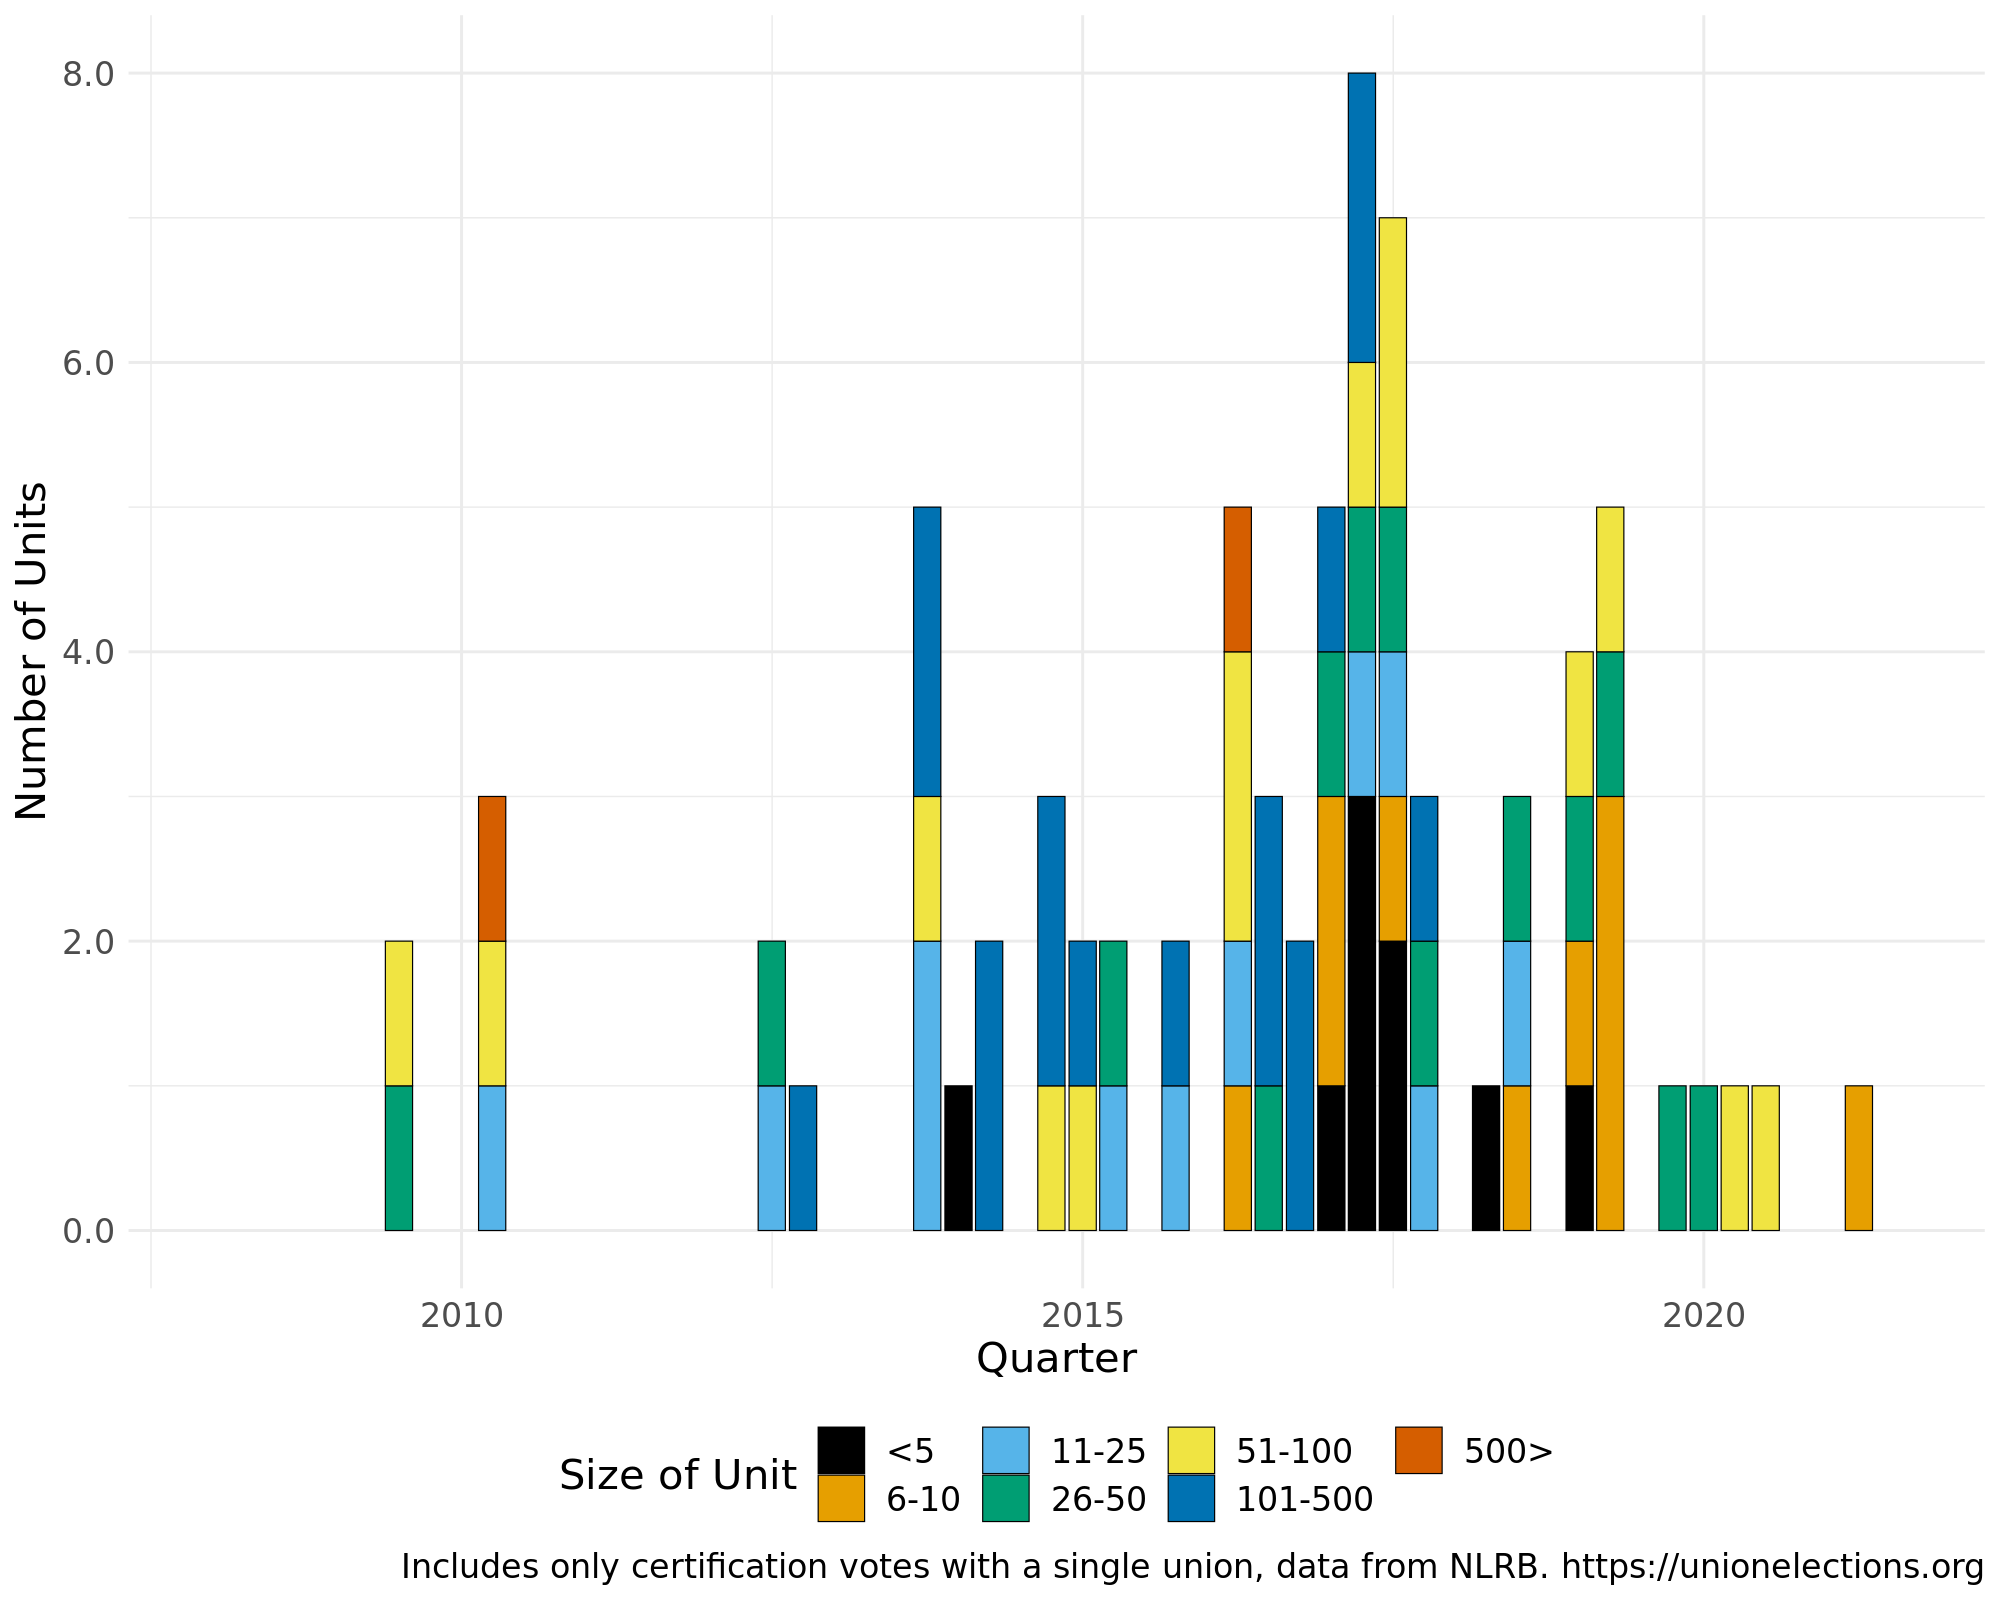 8.0
6.0
4.0
2.0
0.0
Number of Units
2010 2015 2020
Quarter
Size of Unit
<5 11-25 51-100 500>
6-10 26-50 101-500
Includes only certification votes with a single union, data from NLRB. https://unionelections.org